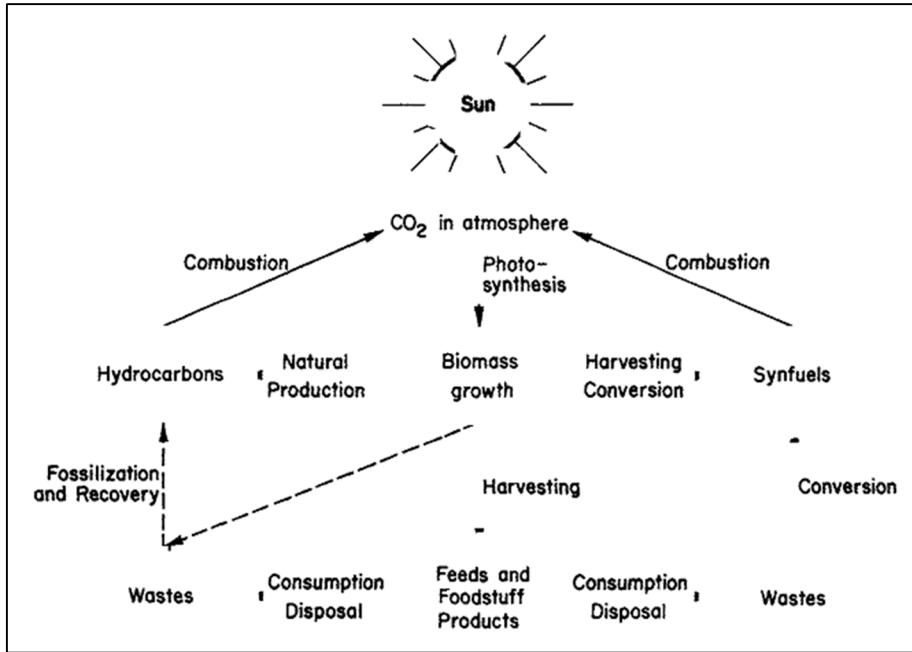 Sun
CO₂ in atmosphere
Combustion
Photo-
synthesis
Combustion
Hydrocarbons
Natural
Production
Biomass
growth
Harvesting
Conversion
Synfuels
Fossilization
and Recovery
Harvesting
Conversion
Wastes
Consumption
Disposal
Feeds and
Foodstuff
Products
Consumption
Disposal
Wastes